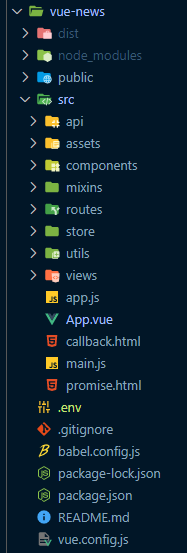 vue-news
dist
node_modules
public
src
api
assets
components
mixins
routes
store
utils
views
app.js
App.vue
callback.html
main.js
promise.html
.env
.gitignore
babel.config.js
package-lock.json
package.json
README.md
vue.config.js